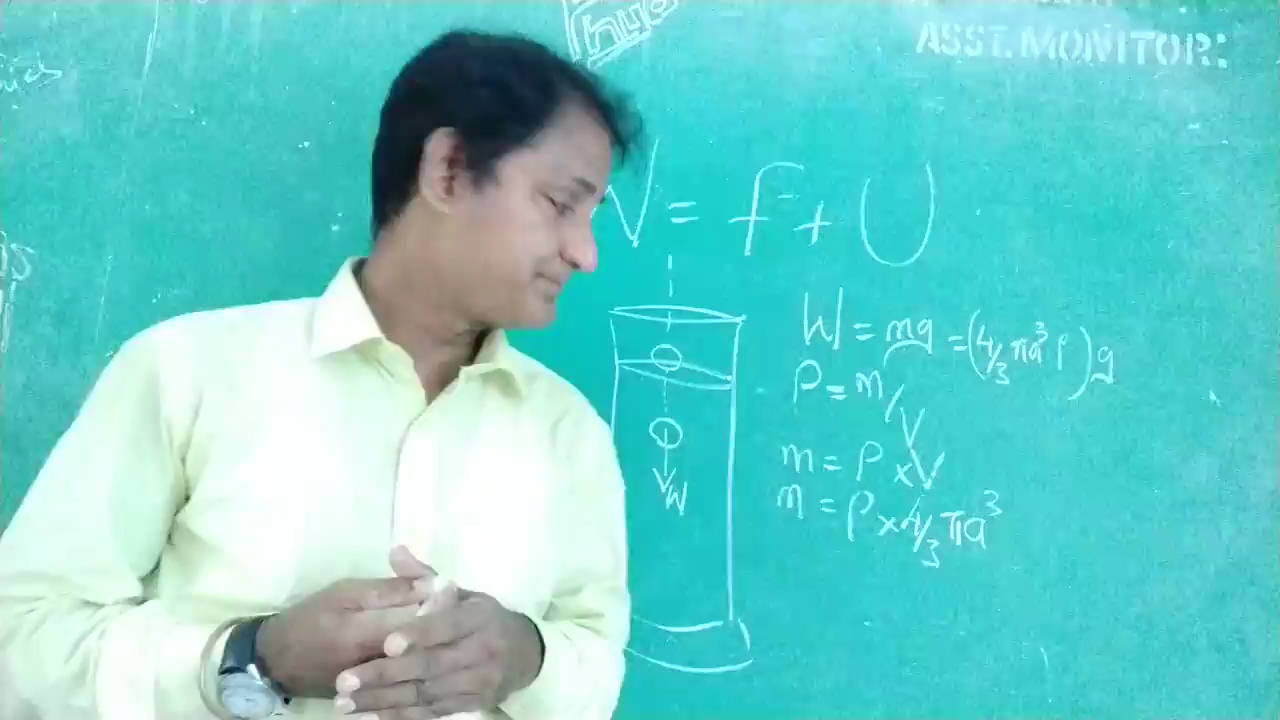 ASST. MONITOR:
W = F + U
W = mg = (4/3 πa³ ρ) g
ρ = m/V
m = ρ x V
m = ρ x 4/3 πa³
W